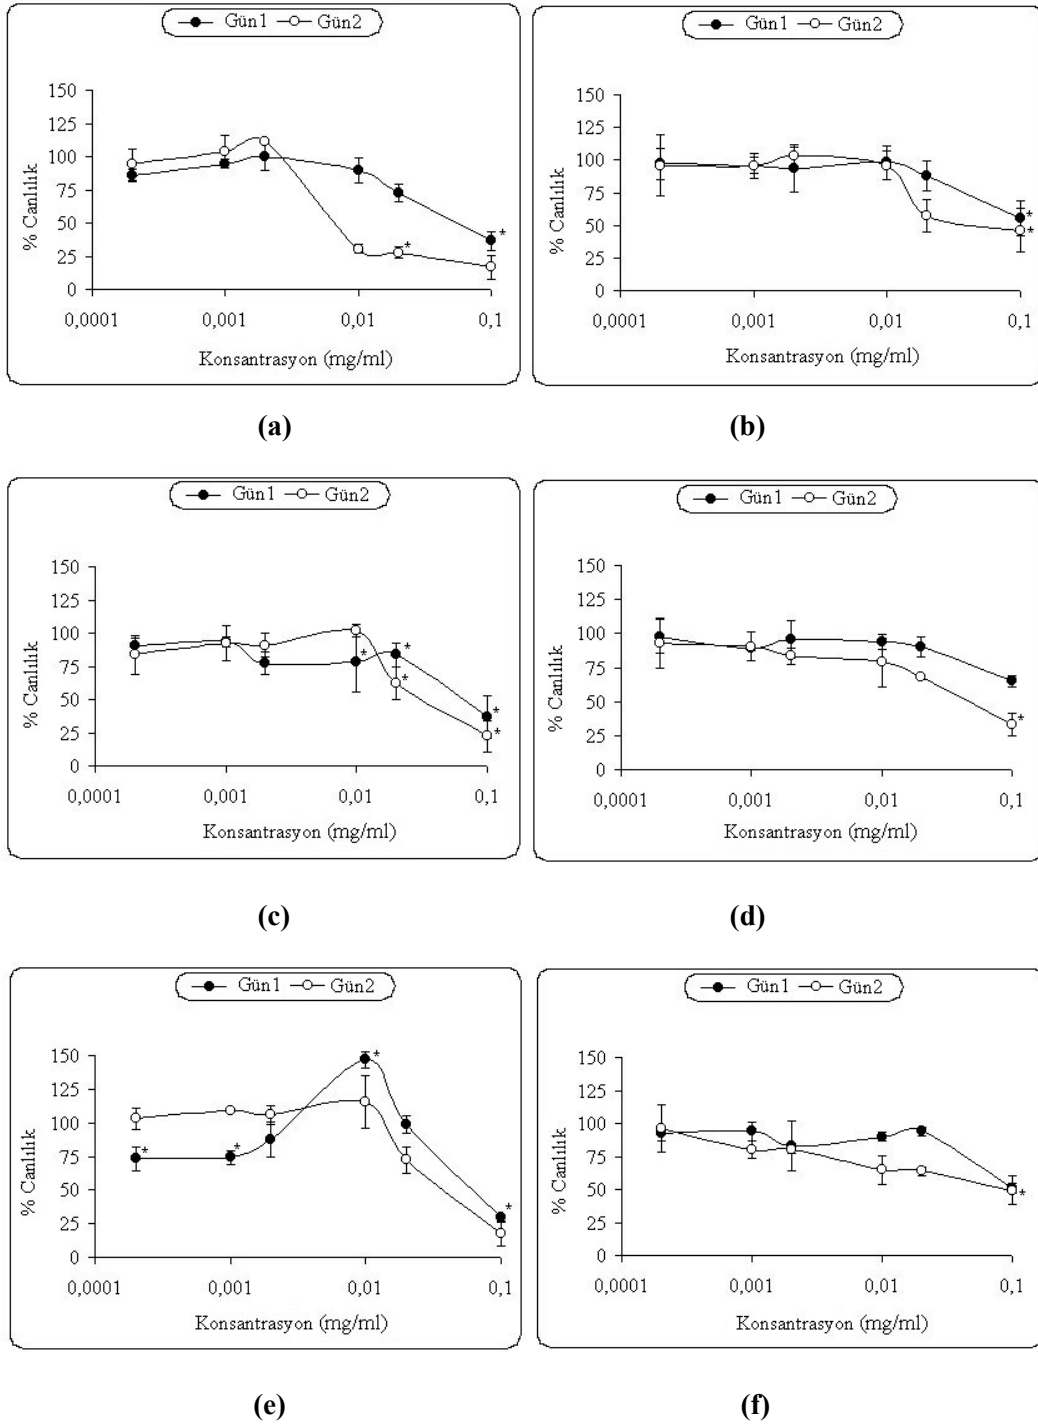 Gün1 Gün2
150
125
100
75
50
25
0
% Canlılık
0,0001 0,001 0,01 0,1
Konsantrasyon (mg/ml)
* *
(a)
Gün1 Gün2
150
125
100
75
50
25
0
% Canlılık
0,0001 0,001 0,01 0,1
Konsantrasyon (mg/ml)
*
*
(b)
Gün1 Gün2
150
125
100
75
50
25
0
% Canlılık
0,0001 0,001 0,01 0,1
Konsantrasyon (mg/ml)
* *
*
*
*
(c)
Gün1 Gün2
150
125
100
75
50
25
0
% Canlılık
0,0001 0,001 0,01 0,1
Konsantrasyon (mg/ml)
*
(d)
Gün1 Gün2
150
125
100
75
50
25
0
% Canlılık
0,0001 0,001 0,01 0,1
Konsantrasyon (mg/ml)
* * * *
(e)
Gün1 Gün2
150
125
100
75
50
25
0
% Canlılık
0,0001 0,001 0,01 0,1
Konsantrasyon (mg/ml)
*
(f)